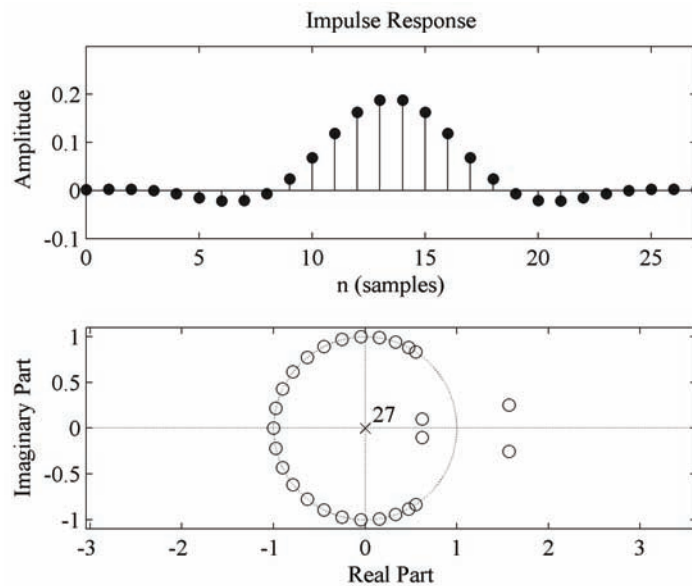 Impulse Response
Amplitude
0.2
0.1
0
-0.1
0 5 10 15 20 25
n (samples)
Imaginary Part
1
0.5
0
-0.5
-1
27
-3 -2 -1 0 1 2 3
Real Part